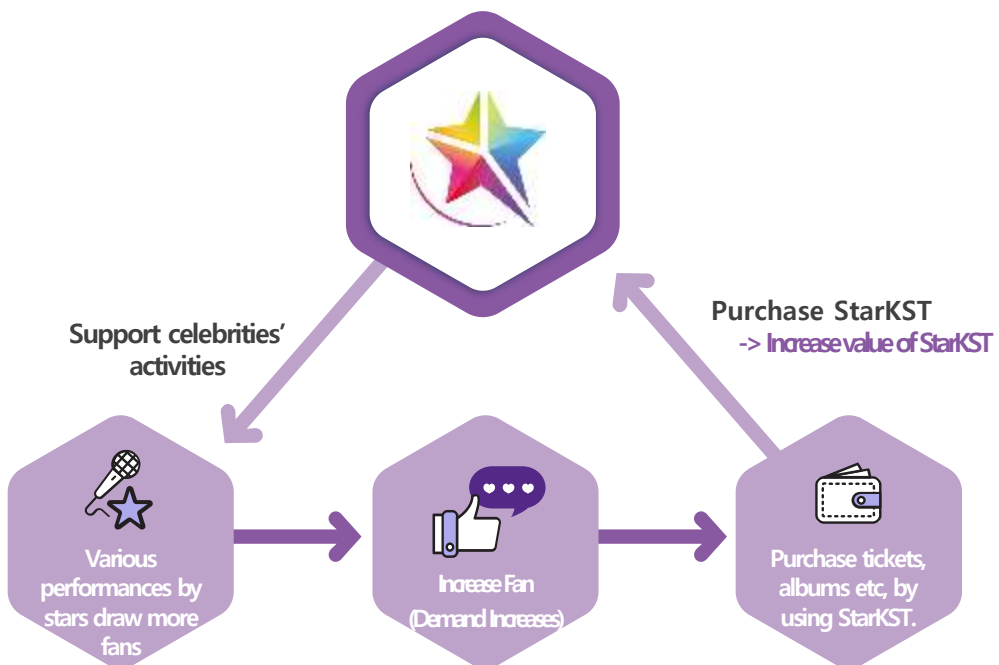 Support celebrities’
activities
Purchase StarKST
-> Increase value of StarKST
Various
performances by
stars draw more
fans
Increase Fan
(Demand Increases)
Purchase tickets,
albums etc, by
using StarKST.